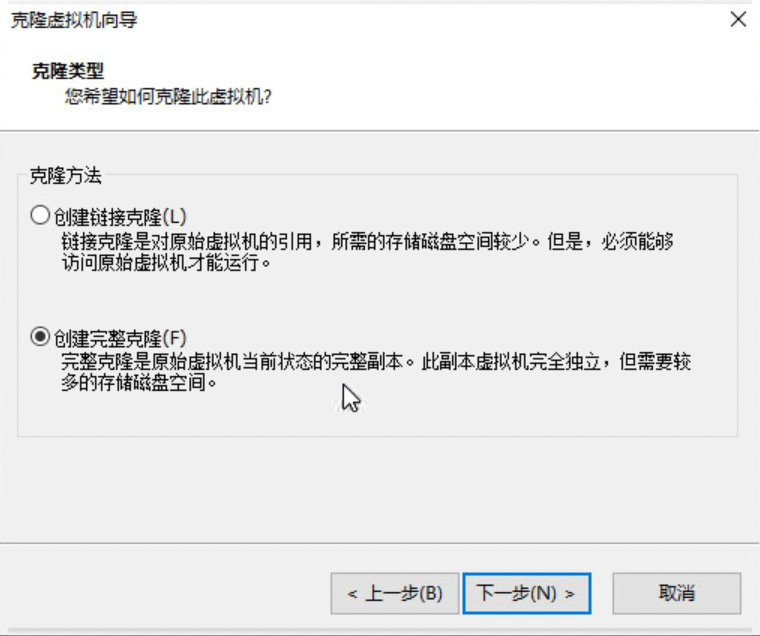 克隆虚拟机向导
克隆类型
您希望如何克隆此虚拟机?
克隆方法
创建链接克隆(L)
链接克隆是对原始虚拟机的引用，所需的存储磁盘空间较少。但是，必须能够
访问原始虚拟机才能运行。
创建完整克隆(F)
完整克隆是原始虚拟机当前状态的完整副本。此副本虚拟机完全独立，但需要较
多的存储磁盘空间。
< 上一步(B) 下一步(N) > 取消